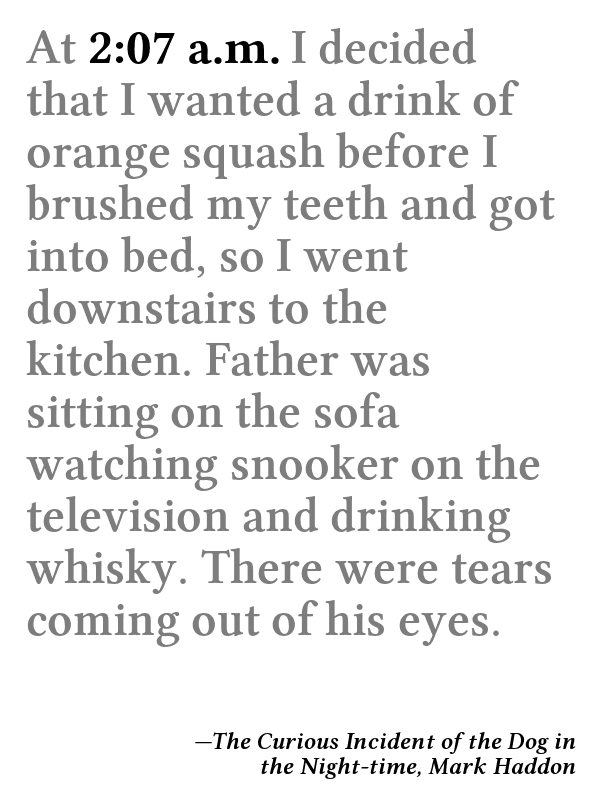 At 2:07 a.m. I decided
that I wanted a drink of
orange squash before I
brushed my teeth and got
into bed, so I went
downstairs to the
kitchen. Father was
sitting on the sofa
watching snooker on the
television and drinking
whisky. There were tears
coming out of his eyes.
—The Curious Incident of the Dog in
the Night-time, Mark Haddon